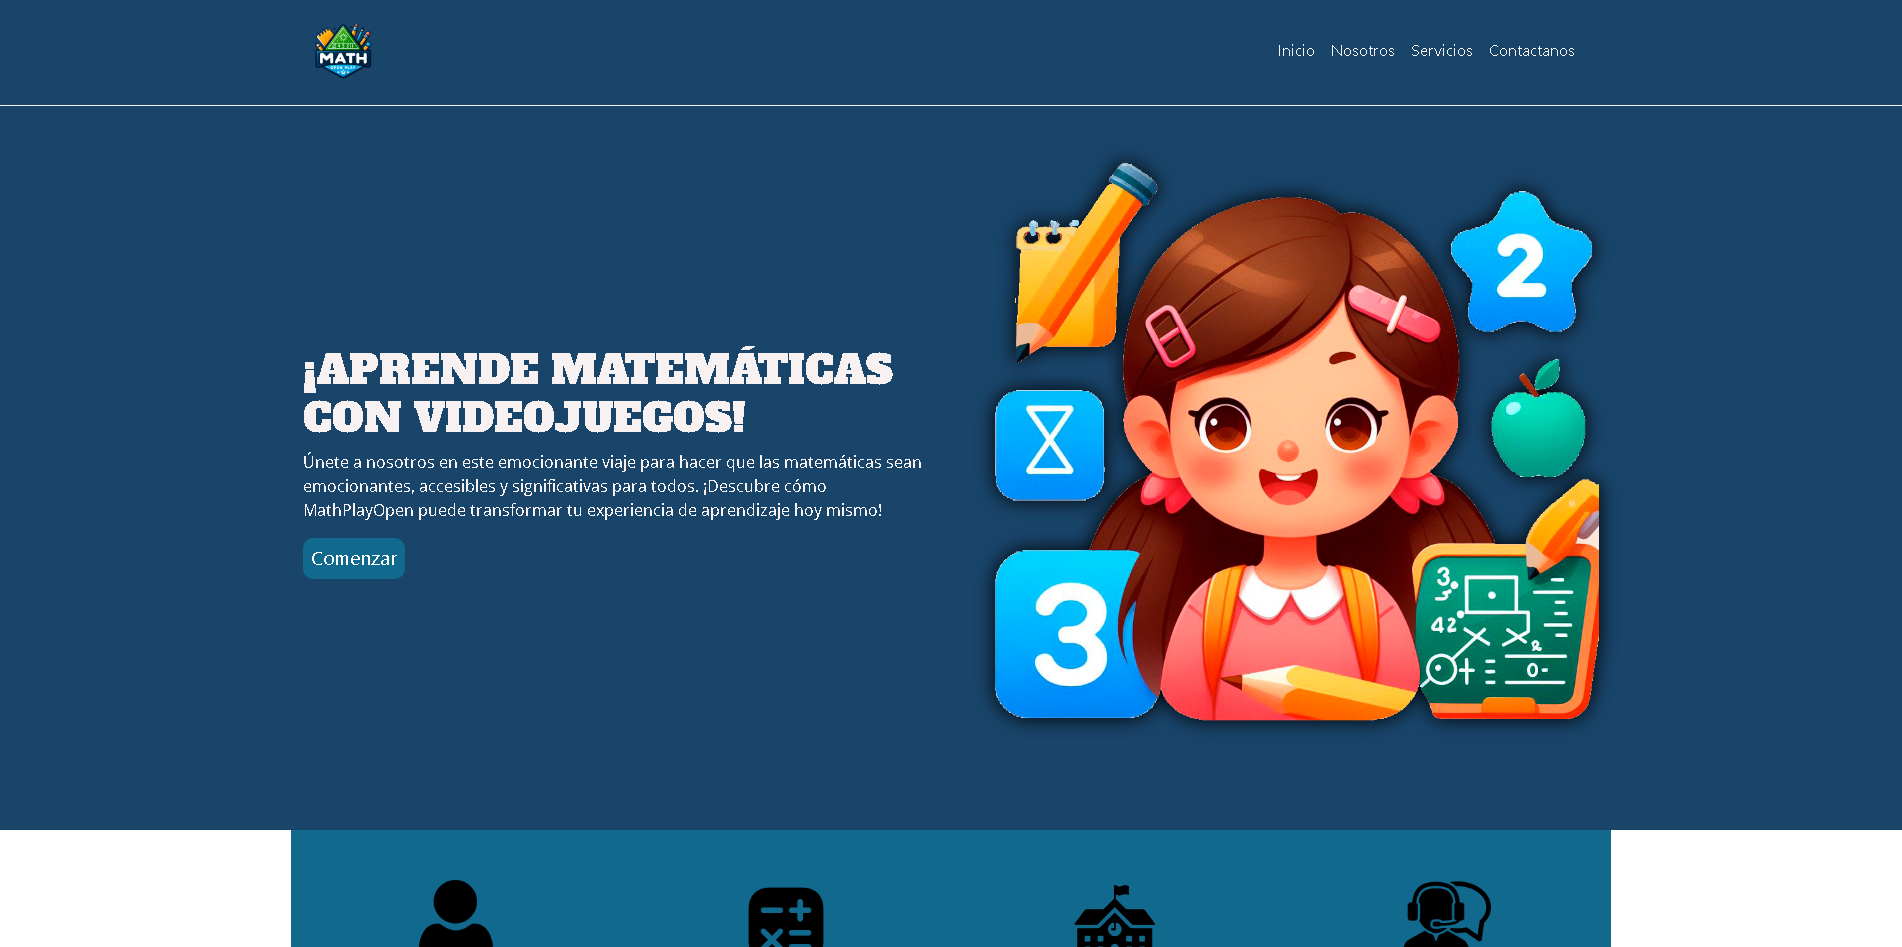 MATH
OPEN PLAY
Inicio Nosotros Servicios Contactanos
¡APRENDE MATEMÁTICAS
CON VIDEOJUEGOS!
Únete a nosotros en este emocionante viaje para hacer que las matemáticas sean
emocionantes, accesibles y significativas para todos. ¡Descubre cómo
MathPlayOpen puede transformar tu experiencia de aprendizaje hoy mismo!
Comenzar
2
3
3.
42